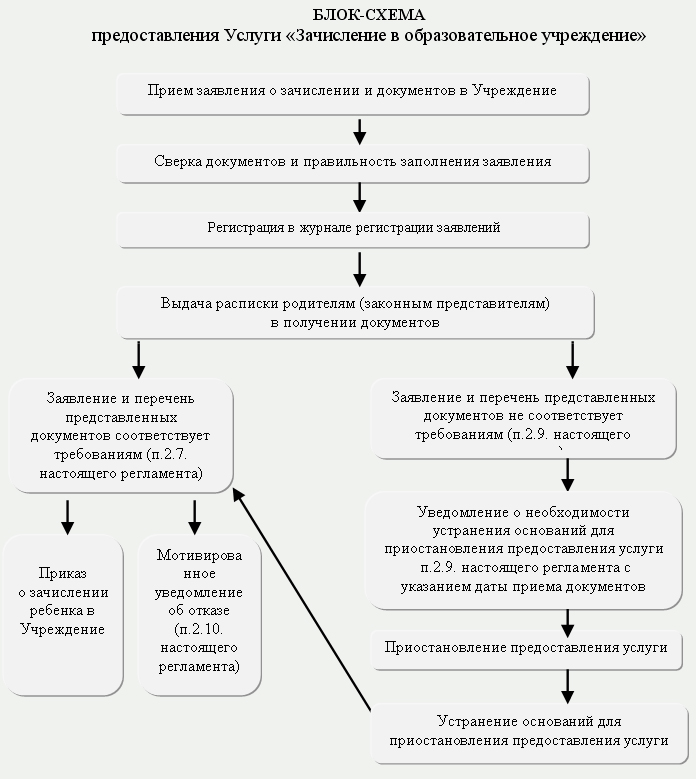 БЛОК-СХЕМА
предоставления Услуги «Зачисление в образовательное учреждение»
Прием заявления о зачислении и документов в Учреждение
Сверка документов и правильность заполнения заявления
Регистрация в журнале регистрации заявлений
Выдача расписки родителям (законным представителям)
в получении документов
Заявление и перечень
представленных
документов соответствует
требованиям (п.2.7.
настоящего регламента)
Заявление и перечень представленных
документов не соответствует
требованиям (п.2.9. настоящего
Уведомление о необходимости
устранения оснований для
приостановления предоставления услуги
п.2.9. настоящего регламента с
указанием даты приема документов
Приказ
о зачислении
ребенка в
Учреждение
Мотивирова
нное
уведомление
об отказе
(п.2.10.
настоящего
регламента)
Приостановление предоставления услуги
Устранение оснований для
приостановления предоставления услуги